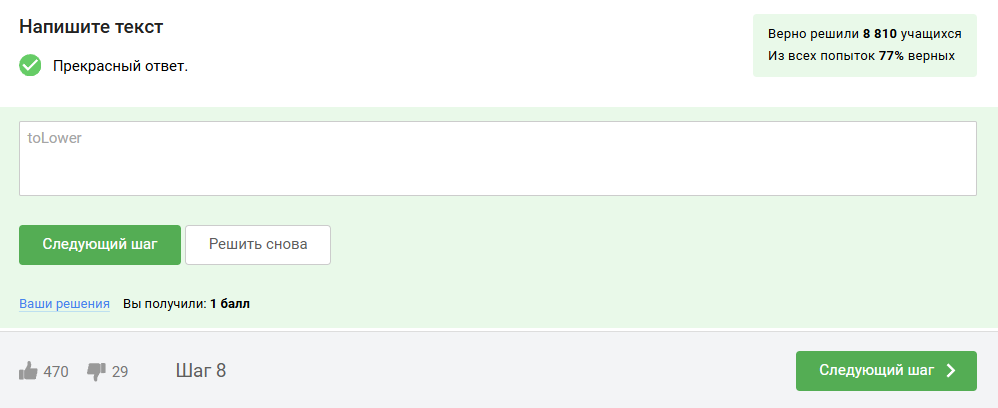 Напишите текст
Прекрасный ответ.
Верно решили 8 810 учащихся
Из всех попыток 77% верных
toLower
Следующий шаг
Решить снова
Ваши решения Вы получили: 1 балл
470 29 Шаг 8 Следующий шаг